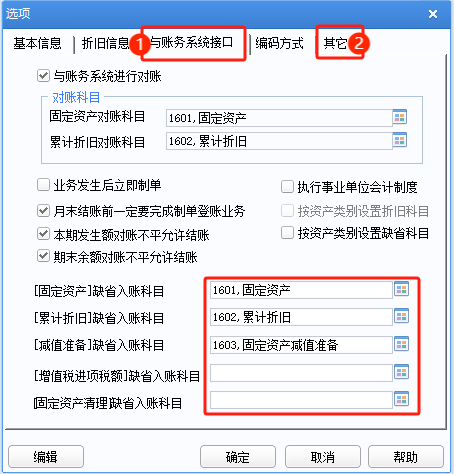 选项
基本信息 折旧信息 1 与账务系统接口 编码方式 其它 2
与账务系统进行对账
对账科目
固定资产对账科目 1601,固定资产
累计折旧对账科目 1602,累计折旧
业务发生后立即制单 执行事业单位会计制度
月末结账前一定要完成制单登账业务 按资产类别设置折旧科目
本期发生额对账不平允许结账 按资产类别设置缺省科目
期末余额对账不平允许结账
[固定资产]缺省入账科目 1601,固定资产
[累计折旧]缺省入账科目 1602,累计折旧
[减值准备]缺省入账科目 1603,固定资产减值准备
[增值税进项税额]缺省入账科目
[固定资产清理]缺省入账科目
编辑 确定 取消 帮助